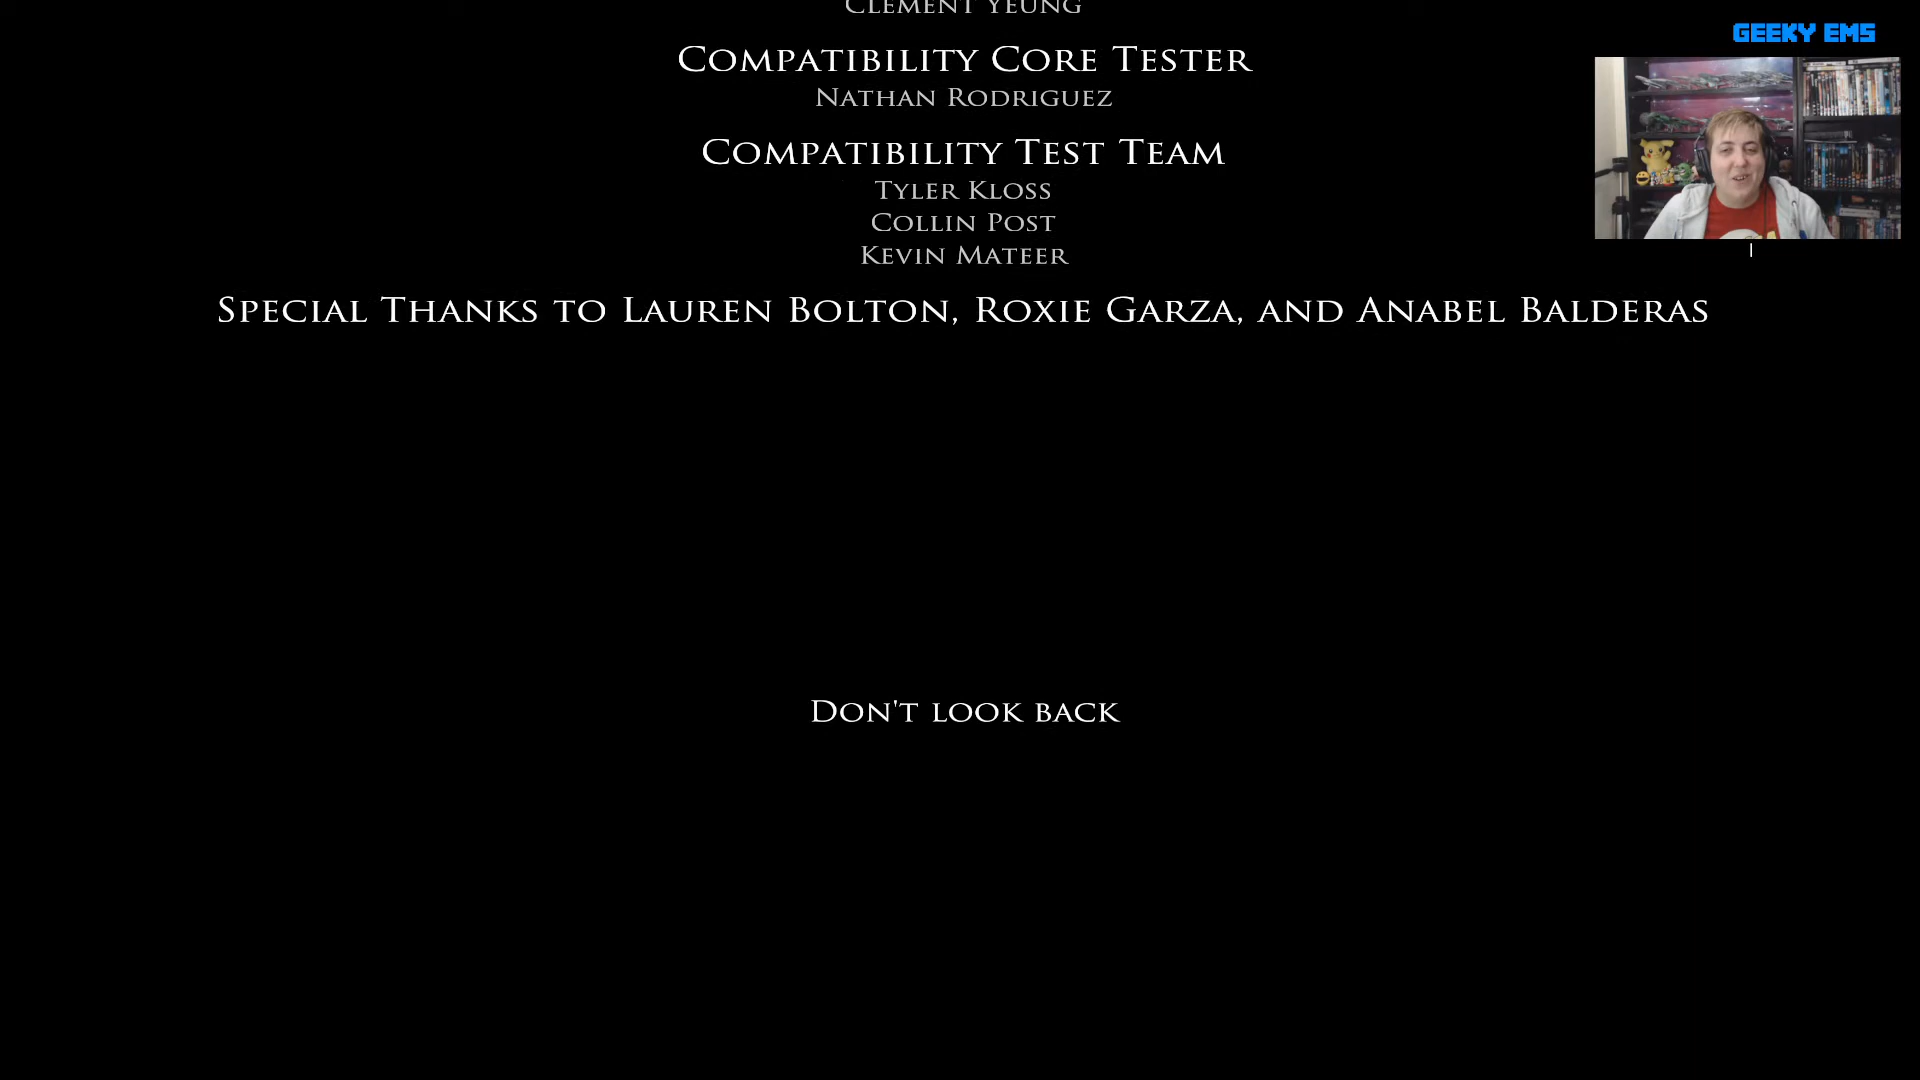 Clement Yeung
GEEKY EMS
Compatibility Core Tester
Nathan Rodriguez
Compatibility Test Team
Tyler Kloss
Collin Post
Kevin Mateer
Special Thanks to Lauren Bolton, Roxie Garza, and Anabel Balderas
Don't look back